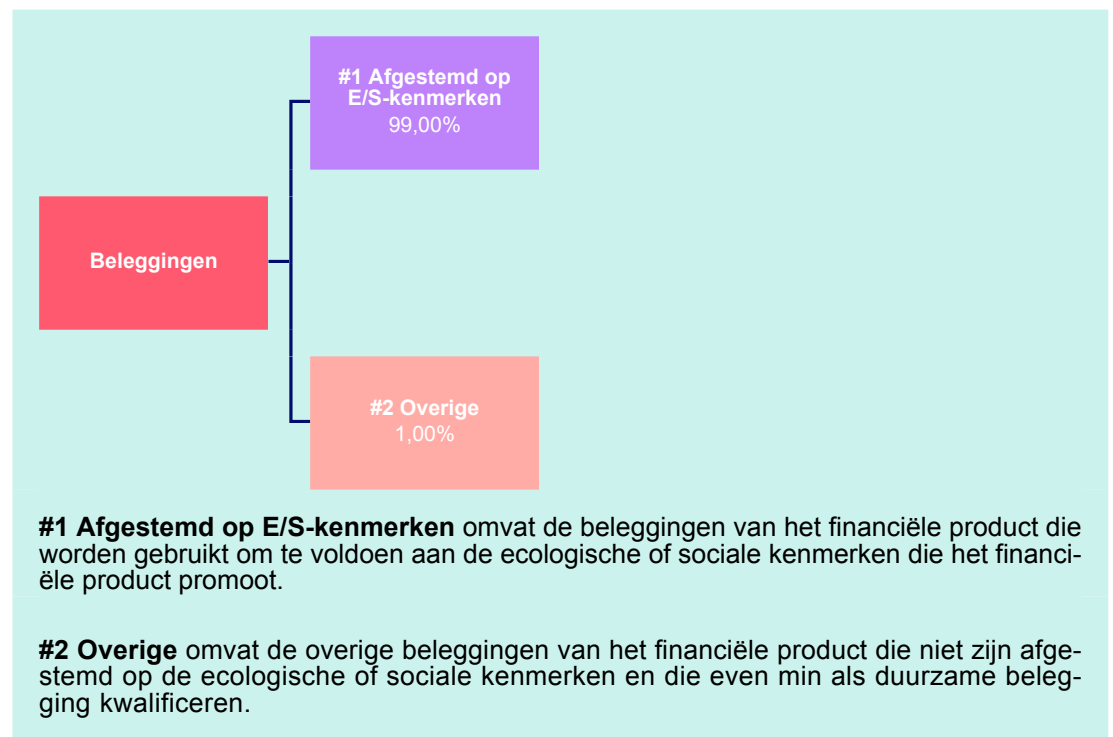 #1 Afgestemd op
E/S-kenmerken
99,00%
Beleggingen
#2 Overige
1,00%
#1 Afgestemd op E/S-kenmerken omvat de beleggingen van het financiële product die
worden gebruikt om te voldoen aan de ecologische of sociale kenmerken die het financi-
ële product promoot.
#2 Overige omvat de overige beleggingen van het financiële product die niet zijn afge-
stemd op de ecologische of sociale kenmerken en die even min als duurzame beleg-
ging kwalificeren.